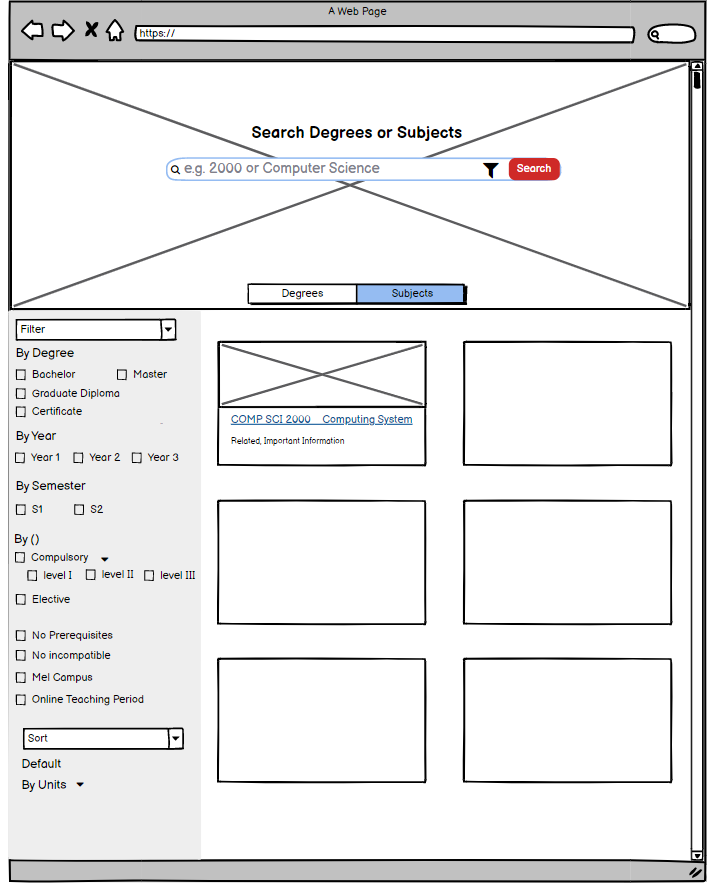 A Web Page
https://
Search Degrees or Subjects
e.g. 2000 or Computer Science
Search
Degrees Subjects
Filter
By Degree
Bachelor Master
Graduate Diploma
Certificate
By Year
Year 1 Year 2 Year 3
By Semester
S1 S2
By ()
Compulsory
level I level II level III
Elective
No Prerequisites
No incompatible
Mel Campus
Online Teaching Period
Sort
Default
By Units
COMP SCI 2000 Computing System
Related, Important Information